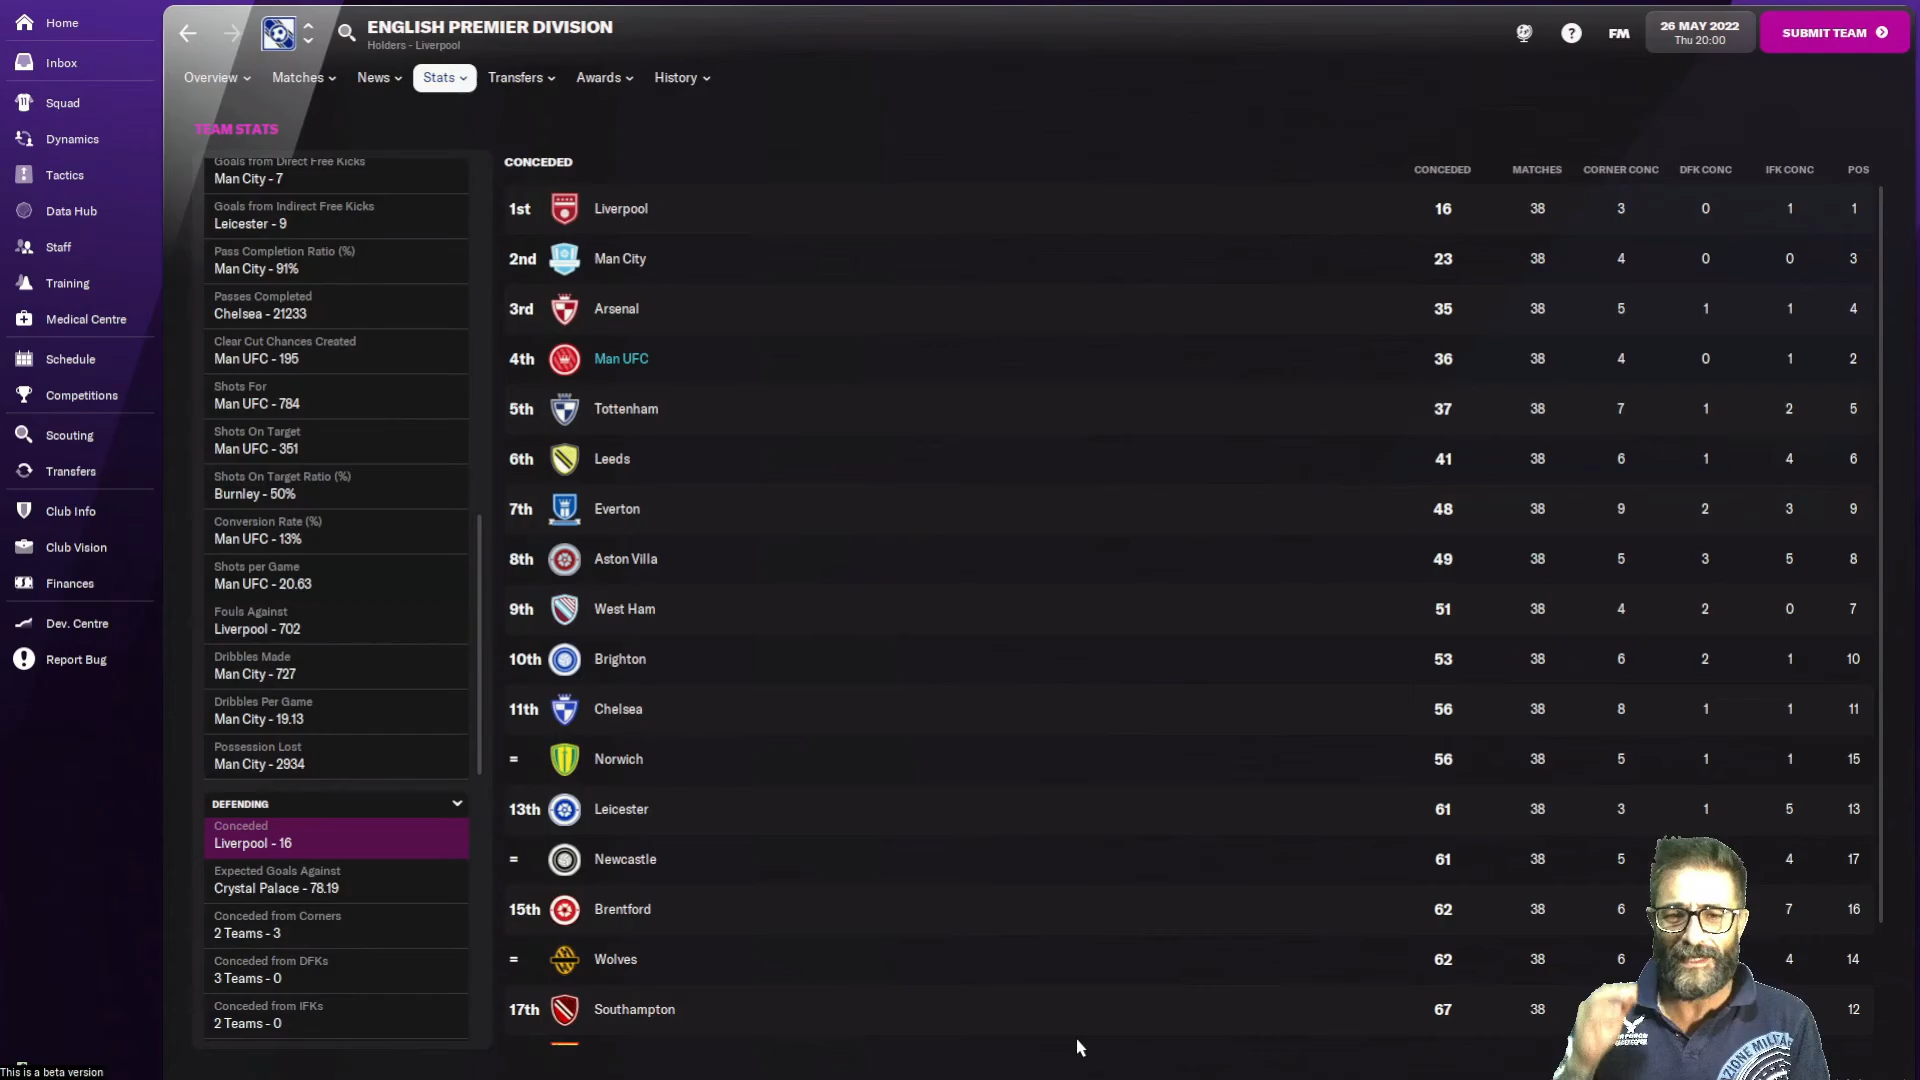 Home
Inbox
Squad
Dynamics
Tactics
Data Hub
Staff
Training
Medical Centre
Schedule
Competitions
Scouting
Transfers
Club Info
Club Vision
Finances
Dev. Centre
Report Bug
This is a beta version
ENGLISH PREMIER DIVISION
Holders - Liverpool
? FM
26 MAY 2022
Thu 20:00
SUBMIT TEAM
Overview Matches News Stats Transfers Awards History
TEAM STATS
Goals from Direct Free Kicks
Man City - 7
Goals from Indirect Free Kicks
Leicester - 9
Pass Completion Ratio (%)
Man City - 91%
Passes Completed
Chelsea - 21233
Clear Cut Chances Created
Man UFC - 195
Shots For
Man UFC - 784
Shots On Target
Man UFC - 351
Shots On Target Ratio (%)
Burnley - 50%
Conversion Rate (%)
Man UFC - 13%
Shots per Game
Man UFC - 20.63
Fouls Against
Liverpool - 702
Dribbles Made
Man City - 727
Dribbles Per Game
Man City - 19.13
Possession Lost
Man City - 2934
DEFENDING
Conceded
Liverpool - 16
Expected Goals Against
Crystal Palace - 78.19
Conceded from Corners
2 Teams - 3
Conceded from DFKs
3 Teams - 0
Conceded from IFKs
2 Teams - 0
CONCEDED
CONCEDED MATCHES CORNER CONC DFK CONC IFK CONC POS
1st Liverpool 16 38 3 0 1 1
2nd Man City 23 38 4 0 0 3
3rd Arsenal 35 38 5 1 1 4
4th Man UFC 36 38 4 0 1 2
5th Tottenham 37 38 7 1 2 5
6th Leeds 41 38 6 1 4 6
7th Everton 48 38 9 2 3 9
8th Aston Villa 49 38 5 3 5 8
9th West Ham 51 38 4 2 0 7
10th Brighton 53 38 6 2 1 10
11th Chelsea 56 38 8 1 1 11
= Norwich 56 38 5 1 1 15
13th Leicester 61 38 3 1 5 13
= Newcastle 61 38 5 4 17
15th Brentford 62 38 6 7 16
= Wolves 62 38 6 4 14
17th Southampton 67 38 12